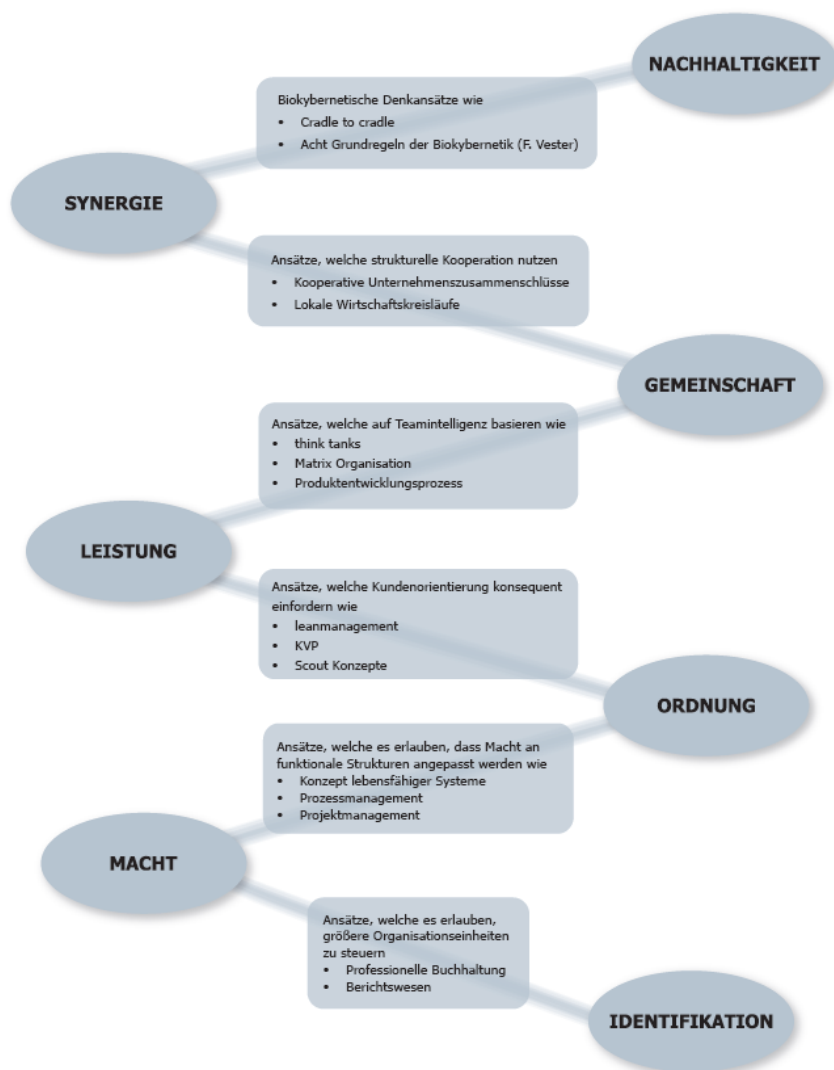 NACHHALTIGKEIT
Biokybernetische Denkansätze wie
• Cradle to cradle
• Acht Grundregeln der Biokybernetik (F. Vester)
SYNERGIE
Ansätze, welche strukturelle Kooperation nutzen
• Kooperative Unternehmenszusammenschlüsse
• Lokale Wirtschaftskreisläufe
GEMEINSCHAFT
Ansätze, welche auf Teamintelligenz basieren wie
• think tanks
• Matrix Organisation
• Produktentwicklungsprozess
LEISTUNG
Ansätze, welche Kundenorientierung konsequent
einfordern wie
• leanmanagement
• KVP
• Scout Konzepte
ORDNUNG
Ansätze, welche es erlauben, dass Macht an
funktionale Strukturen angepasst werden wie
• Konzept lebensfähiger Systeme
• Prozessmanagement
• Projektmanagement
MACHT
Ansätze, welche es erlauben,
größere Organisationseinheiten
zu steuern
• Professionelle Buchhaltung
• Berichtswesen
IDENTIFIKATION